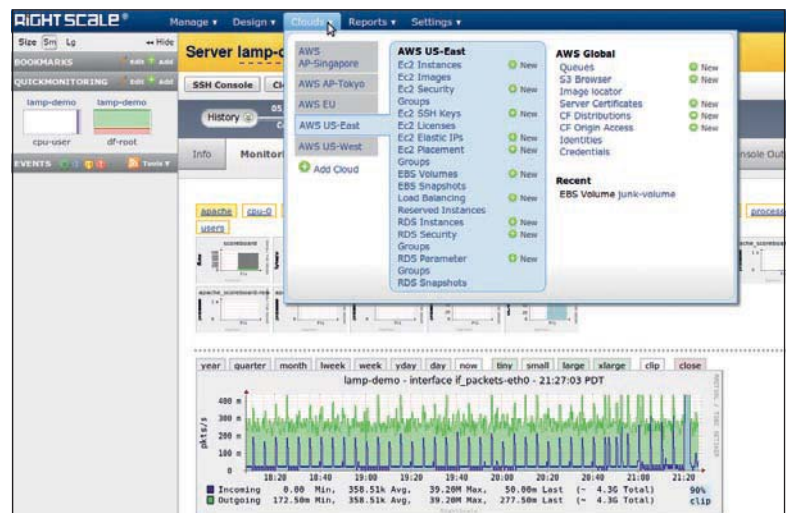 RIGHTSCALE®
Manage ▾ Design ▾ Clouds ▾ Reports ▾ Settings ▾
Size Sm Lg Hide
BOOKMARKS Edit Add
QUICKMONITORING Edit Add
lamp-demo lamp-demo
cpu-user df-root
EVENTS Tools ▾
Server lamp-
SSH Console
History
Info Monitori
AWS
AP-Singapore
AWS AP-Tokyo
AWS EU
AWS US-East
AWS US-West
Add Cloud
AWS US-East
Ec2 Instances New
Ec2 Images
Ec2 Security New
Groups
Ec2 SSH Keys New
Ec2 Licenses
Ec2 Elastic IPs New
Ec2 Placement New
Groups
EBS Volumes New
EBS Snapshots
Load Balancing New
Reserved Instances
RDS Instances New
RDS Security New
Groups
RDS Parameter New
Groups
RDS Snapshots
AWS Global
Queues New
S3 Browser New
Image locator
Server Certificates New
CF Distributions New
CF Origin Access New
Identities
Credentials
Recent
EBS Volume junk-volume
nsole Out
apache cpu-0
process
users
year quarter month lweek week yday day now tiny small large xlarge clip close
lamp-demo - interface if_packets-eth0 - 21:27:03 PDT
pkts/s
400 m
300 m
200 m
100 m
0
18:20 18:40 19:00 19:20 19:40 20:00 20:20 20:40 21:00 21:20
Incoming 0.00 Min, 358.51k Avg, 39.20M Max, 50.00m Last (~ 4.3G Total) 90%
Outgoing 172.50m Min, 358.51k Avg, 39.20M Max, 277.50m Last (~ 4.3G Total) clip